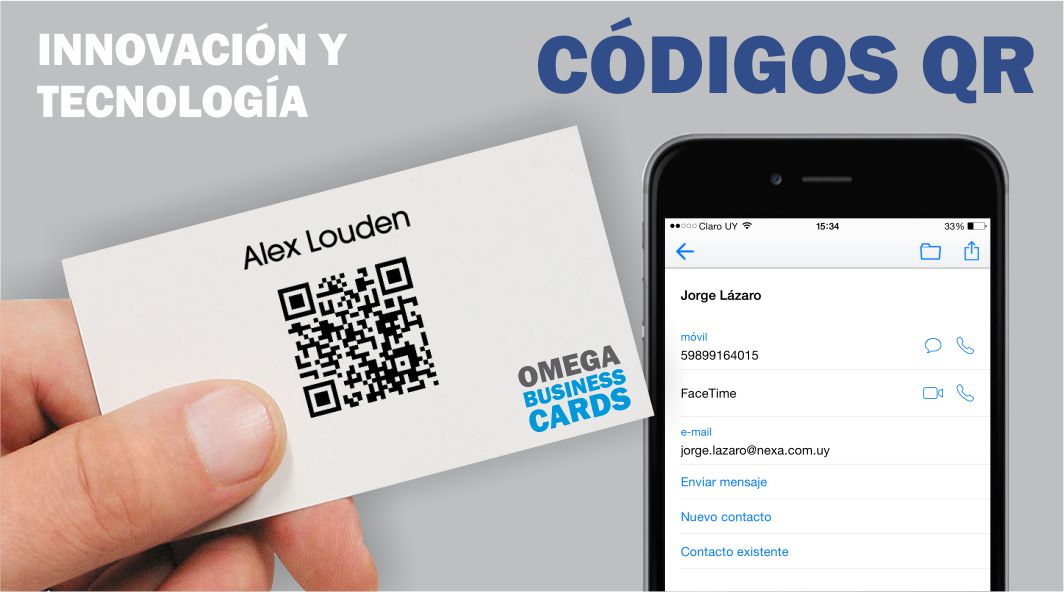 INNOVACIÓN Y
TECNOLOGÍA
CÓDIGOS QR
Alex Louden
OMEGA
BUSINESS
CARDS
Claro UY 15:34 33%
Jorge Lázaro
móvil
59899164015
FaceTime
e-mail
jorge.lazaro@nexa.com.uy
Enviar mensaje
Nuevo contacto
Contacto existente